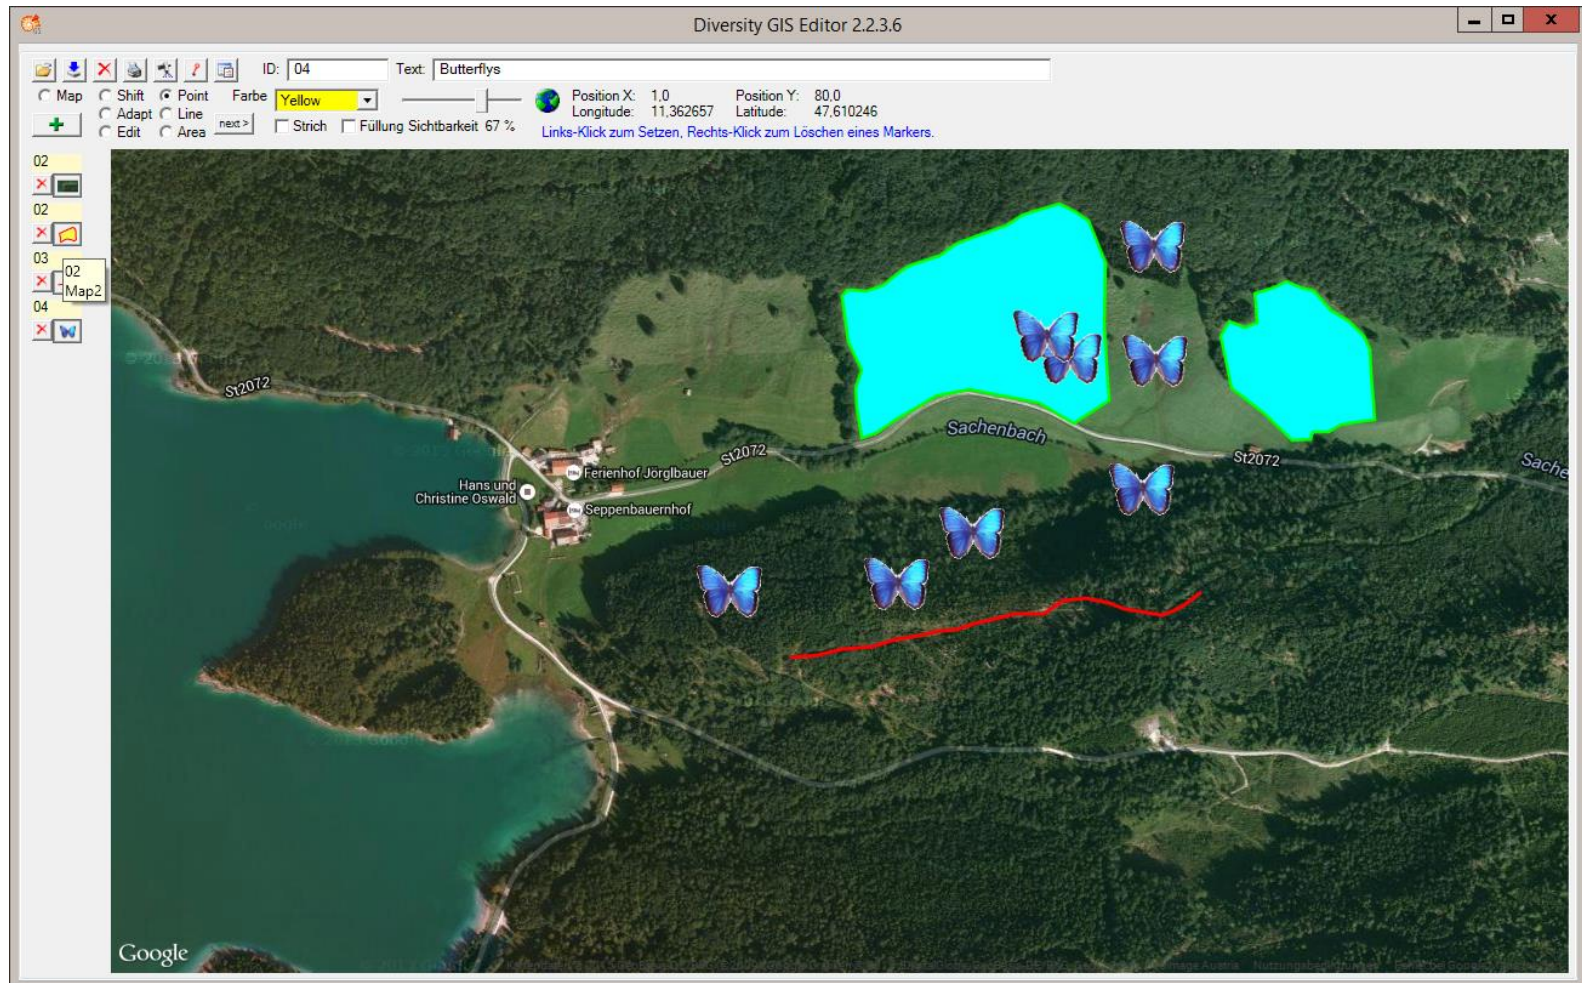 Diversity GIS Editor 2.2.3.6
ID: 04 Text: Butterflys
Map Shift Point Farbe Yellow Position X: 1,0 Position Y: 80,0
Adapt Line Longitude: 11,362657 Latitude: 47,610246
Edit Area next > Strich Füllung Sichtbarkeit 67 % Links-Klick zum Setzen, Rechts-Klick zum Löschen eines Markers.
02
02
03
02
Map2
04
St2072
Sachenbach
St2072
St2072
Ferienhof Jörglbauer
Hans und
Christine Oswald
Seppenbauernhof
Sache
Google